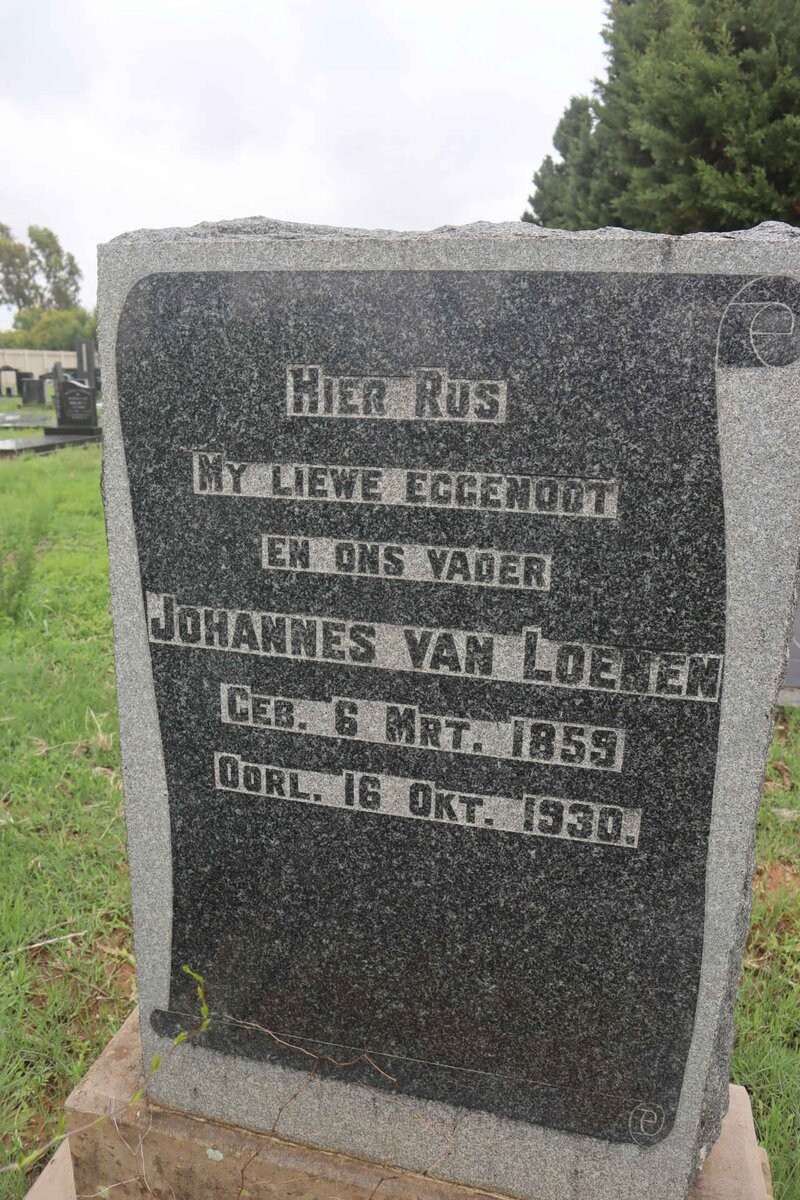 HIER RUS
MY LIEWE EGGENOOT
EN ONS VADER
JOHANNES VAN LOENEN
GEB. 6 MRT. 1859
OORL. 16 OKT. 1930.